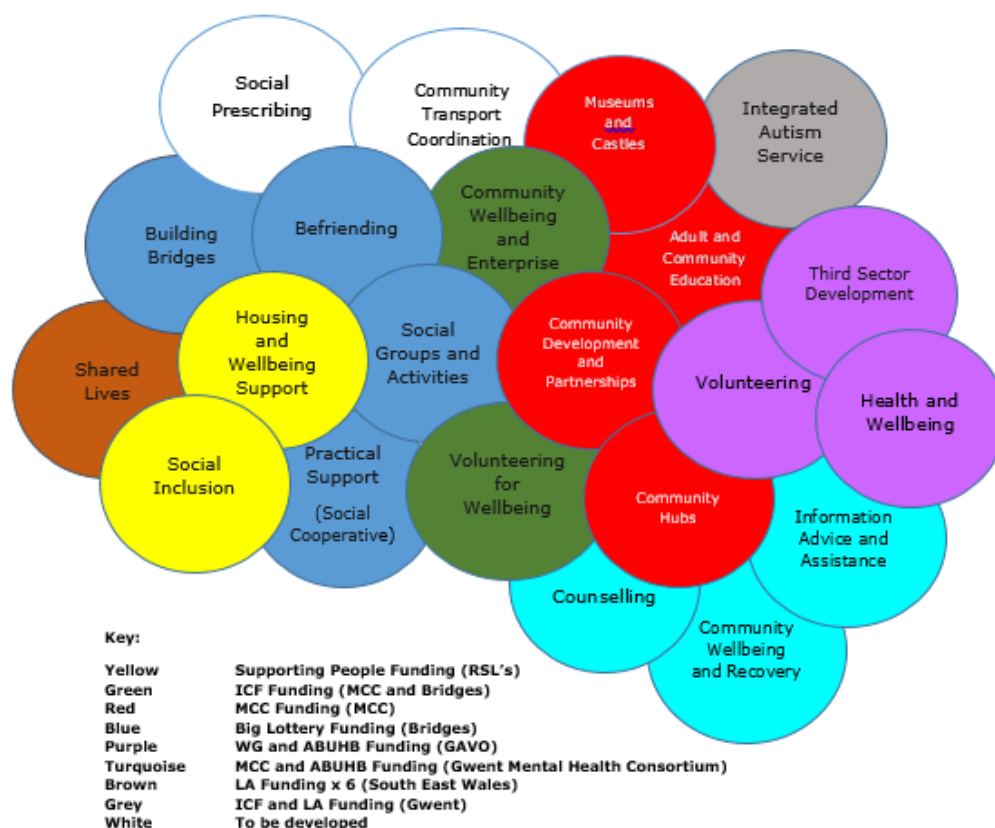 Social
Prescribing
Community
Transport
Coordination
Museums
and
Castles
Integrated
Autism
Service
Building
Bridges
Befriending
Community
Wellbeing
and
Enterprise
Adult and
Community
Education
Third Sector
Development
Shared
Lives
Housing
and
Wellbeing
Support
Social
Groups and
Activities
Community
Development
and
Partnerships
Volunteering
Health and
Wellbeing
Social
Inclusion
Practical
Support
(Social
Cooperative)
Volunteering
for
Wellbeing
Community
Hubs
Information
Advice and
Assistance
Counselling
Community
Wellbeing
and Recovery
Key:
Yellow Supporting People Funding (RSL's)
Green ICF Funding (MCC and Bridges)
Red MCC Funding (MCC)
Blue Big Lottery Funding (Bridges)
Purple WG and ABUHB Funding (GAVO)
Turquoise MCC and ABUHB Funding (Gwent Mental Health Consortium)
Brown LA Funding x 6 (South East Wales)
Grey ICF and LA Funding (Gwent)
White To be developed